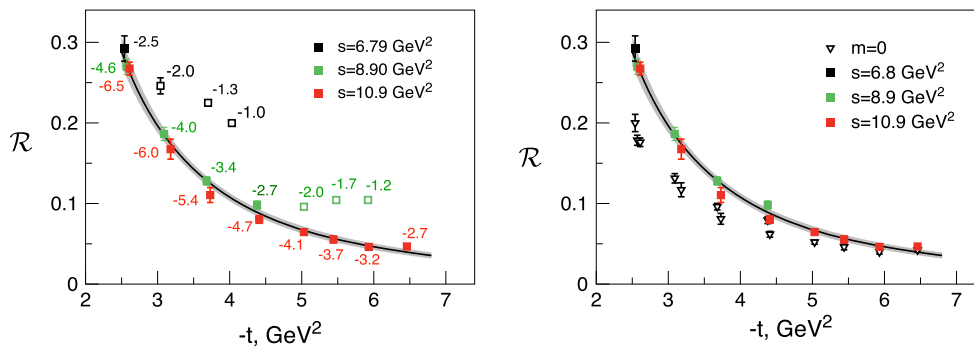 0.3
0.2
0.1
0
ℛ
-2.5
-2.0
-1.3
-1.0
-4.6
-6.5
-4.0
-6.0
-3.4
-5.4
-2.7
-4.7
-2.0
-1.7
-1.2
-4.1
-3.7
-3.2
-2.7
s=6.79 GeV²
s=8.90 GeV²
s=10.9 GeV²
2 3 4 5 6 7
-t, GeV²
0.3
0.2
0.1
0
ℛ
m=0
s=6.8 GeV²
s=8.9 GeV²
s=10.9 GeV²
2 3 4 5 6 7
-t, GeV²